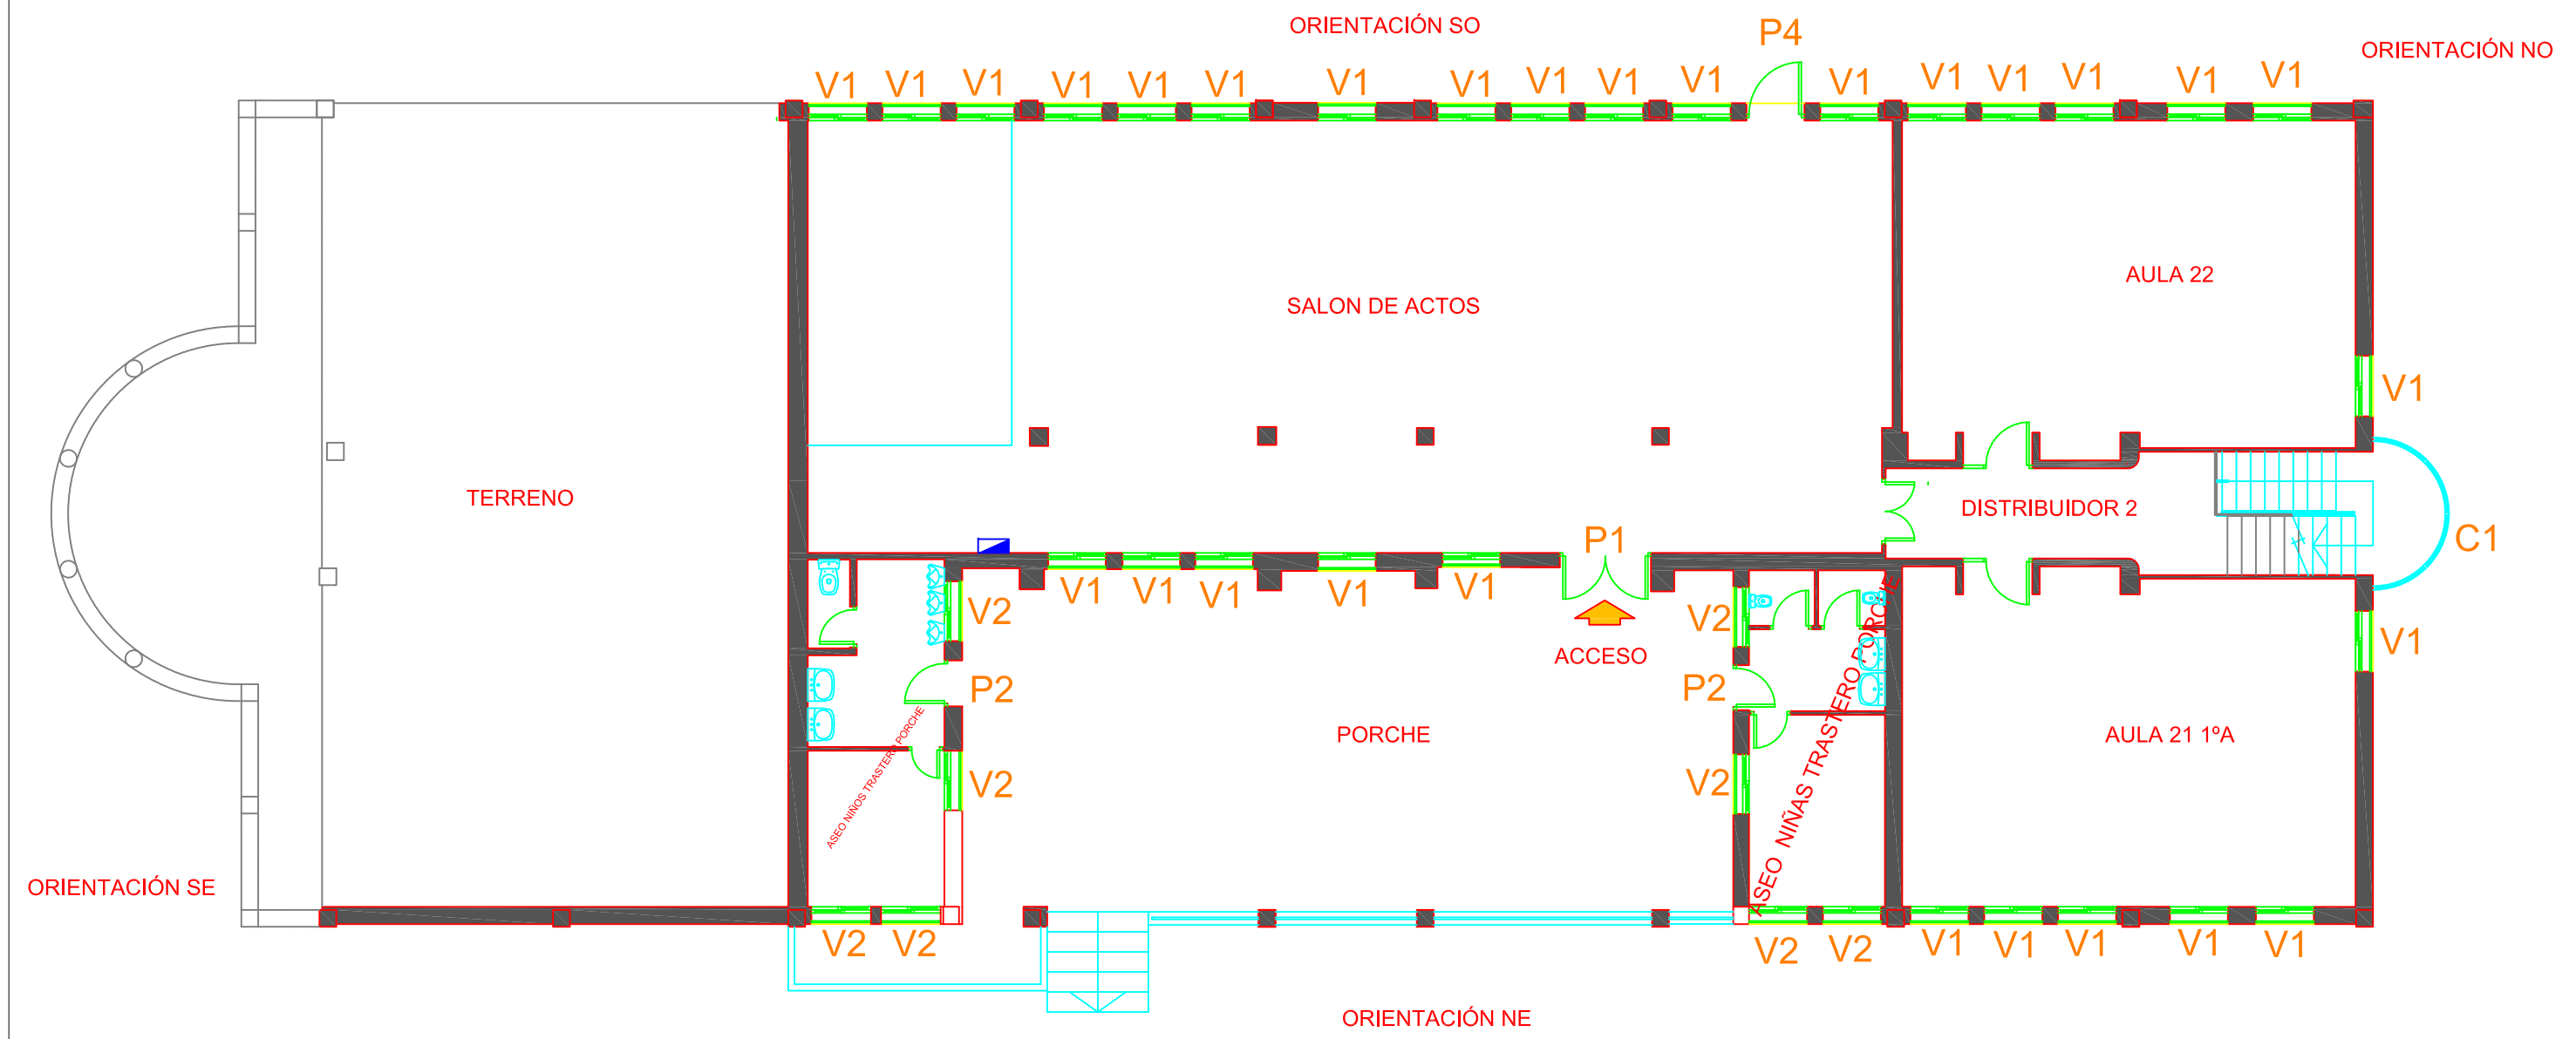 ORIENTACIÓN SO
P4
ORIENTACIÓN NO
V1 V1 V1 V1 V1 V1 V1 V1 V1 V1 V1 V1 V1 V1 V1 V1 V1
AULA 22
SALON DE ACTOS
V1
TERRENO
DISTRIBUIDOR 2
P1
C1
V1 V1 V1 V1 V1
V2
V2
V1
ACCESO
P2
P2
PORCHE
AULA 21 1ºA
V2
V2
ASEO NIÑOS TRASTERO PORCHE
ASEO NIÑAS TRASTERO PORCHE
ORIENTACIÓN SE
V2 V2
V2 V2
V1 V1 V1 V1 V1
ORIENTACIÓN NE